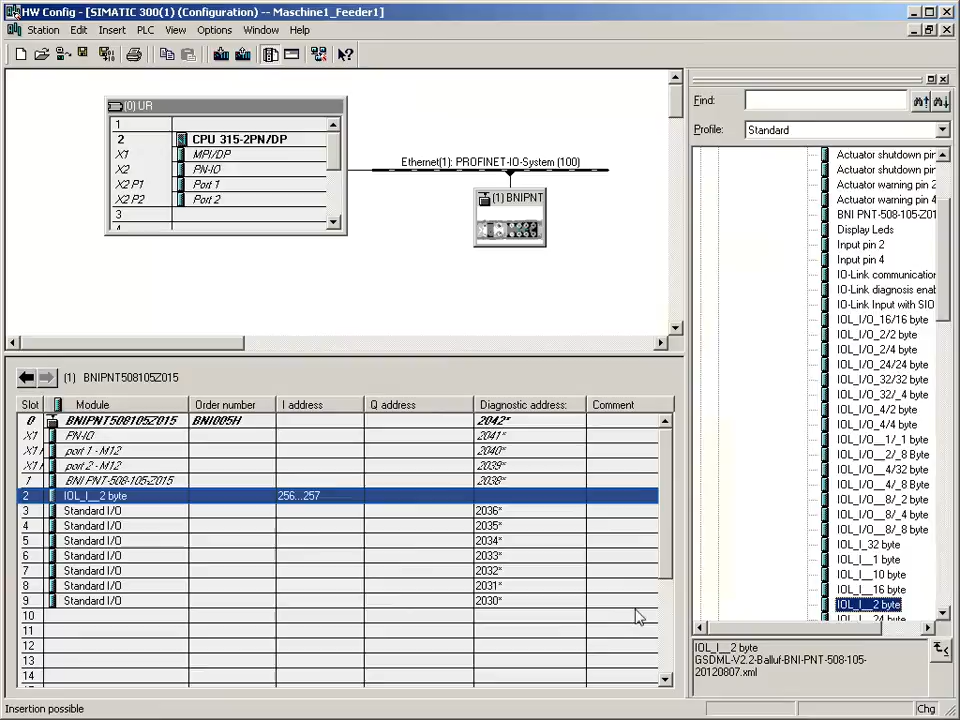 HW Config - [SIMATIC 300(1) (Configuration) -- Maschine1_Feeder1]
Station Edit Insert PLC View Options Window Help
(0) UR
1
2 CPU 315-2PN/DP
X1 MPI/DP
X2 PN-IO
X2 P1 Port 1
X2 P2 Port 2
3
4
Ethernet(1): PROFINET-IO-System (100)
(1) BNIPNT
(1) BNIPNT508105Z015
Slot Module Order number I address Q address Diagnostic address: Comment
0 BNIPNT508105Z015 BNI005H 2042*
X1 PN-IO 2041*
X1 port 1 - M12 2040*
X1 port 2 - M12 2039*
1 BNI PNT-508-105-Z015 2038*
2 IOL_I__2 byte 256...257
3 Standard I/O 2036*
4 Standard I/O 2035*
5 Standard I/O 2034*
6 Standard I/O 2033*
7 Standard I/O 2032*
8 Standard I/O 2031*
9 Standard I/O 2030*
10
11
12
13
14
Find:
Profile: Standard
Actuator shutdown pin
Actuator shutdown pin
Actuator warning pin 2
Actuator warning pin 4
BNI PNT-508-105-Z01
Display Leds
Input pin 2
Input pin 4
IO-Link communication
IO-Link diagnosis enab
IO-Link Input with SIO
IOL_I/O_16/16 byte
IOL_I/O_2/2 byte
IOL_I/O_2/4 byte
IOL_I/O_24/24 byte
IOL_I/O_32/32 byte
IOL_I/O_32/_4 byte
IOL_I/O_4/2 byte
IOL_I/O_4/4 byte
IOL_I/O__1/_1 byte
IOL_I/O__2/_8 Byte
IOL_I/O__4/32 byte
IOL_I/O__4/_8 Byte
IOL_I/O__8/_2 byte
IOL_I/O__8/_4 byte
IOL_I/O__8/_8 byte
IOL_I_32 byte
IOL_I__1 byte
IOL_I__10 byte
IOL_I__16 byte
IOL_I__2 byte
IOL_I__24 byte
IOL_I__2 byte
GSDML-V2.2-Balluf-BNI-PNT-508-105-
20120807.xml
Insertion possible
Chg